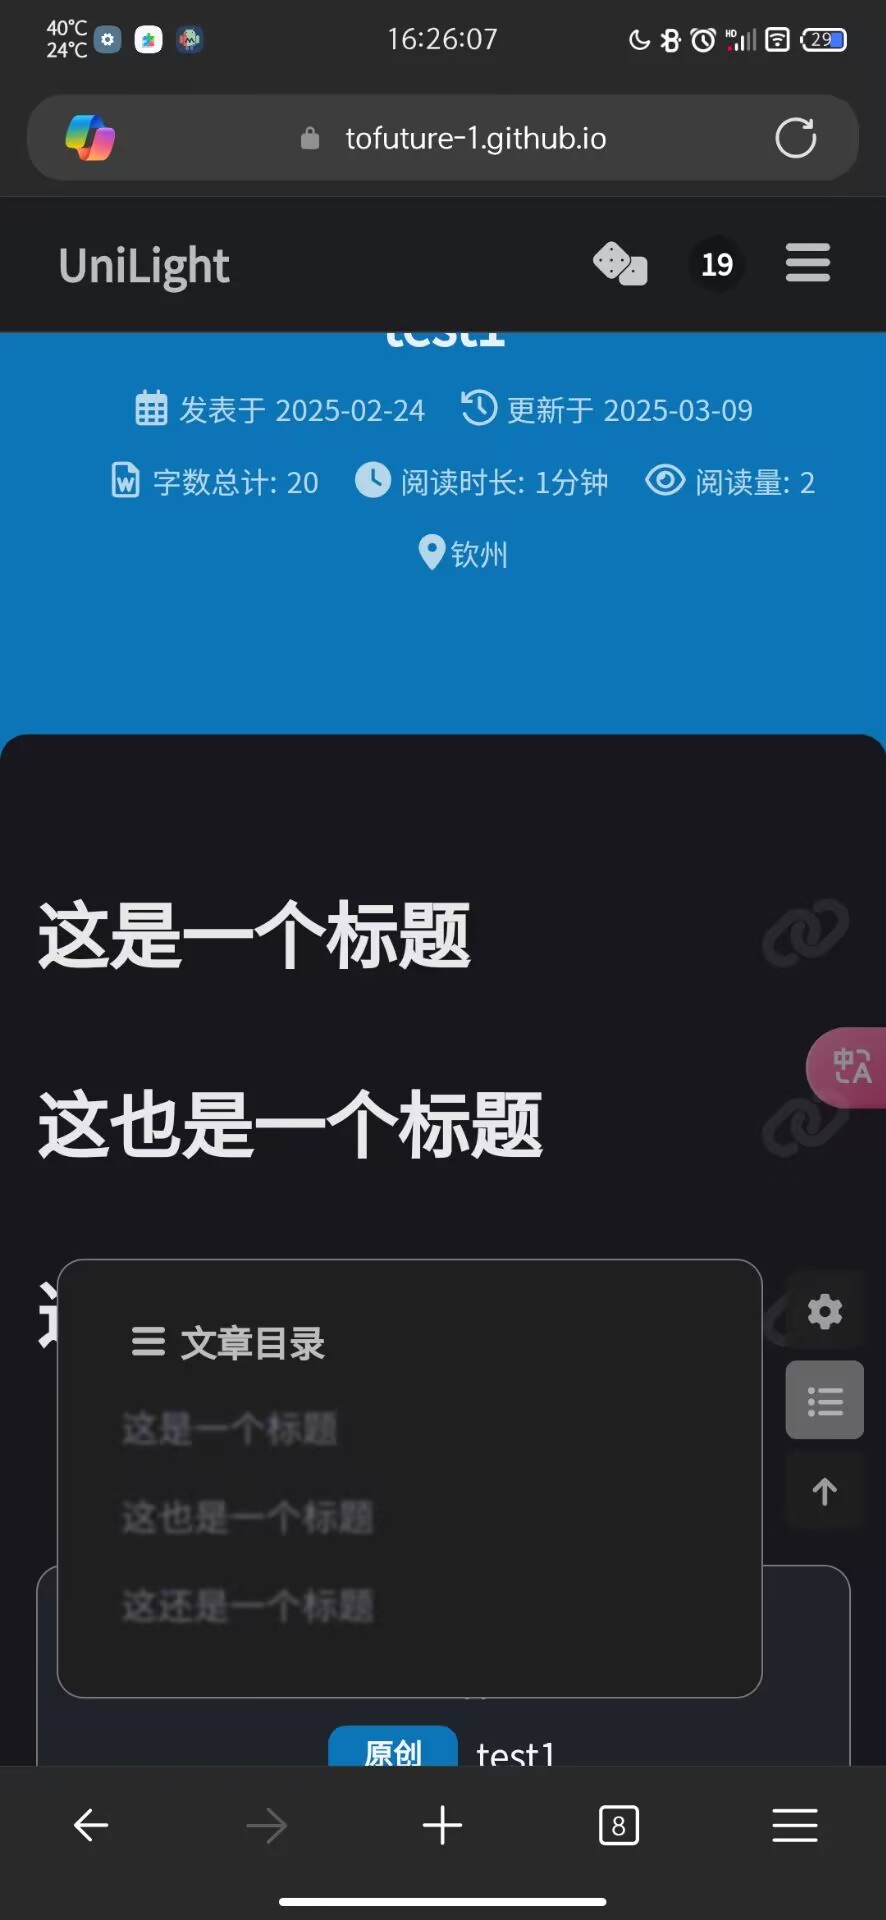 40°C
24°C
16:26:07
HD
29
tofuture-1.github.io
UniLight
19
test1
发表于 2025-02-24 更新于 2025-03-09
W 字数总计: 20 阅读时长: 1分钟 阅读量: 2
钦州
这是一个标题
这也是一个标题
中A
文章目录
这是一个标题
这也是一个标题
这还是一个标题
原创 test1
8